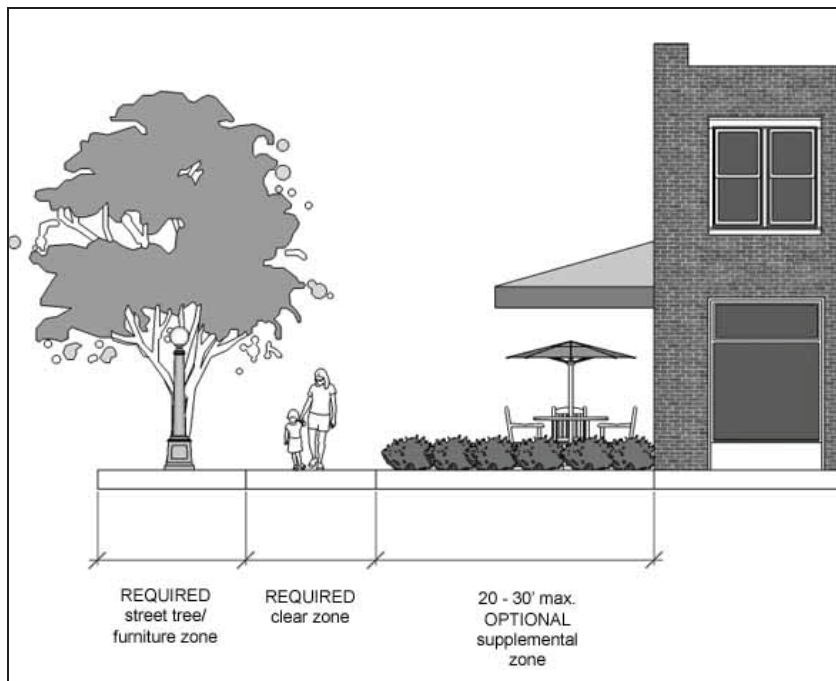 REQUIRED
street tree/
furniture zone
REQUIRED
clear zone
20 - 30' max.
OPTIONAL
supplemental
zone